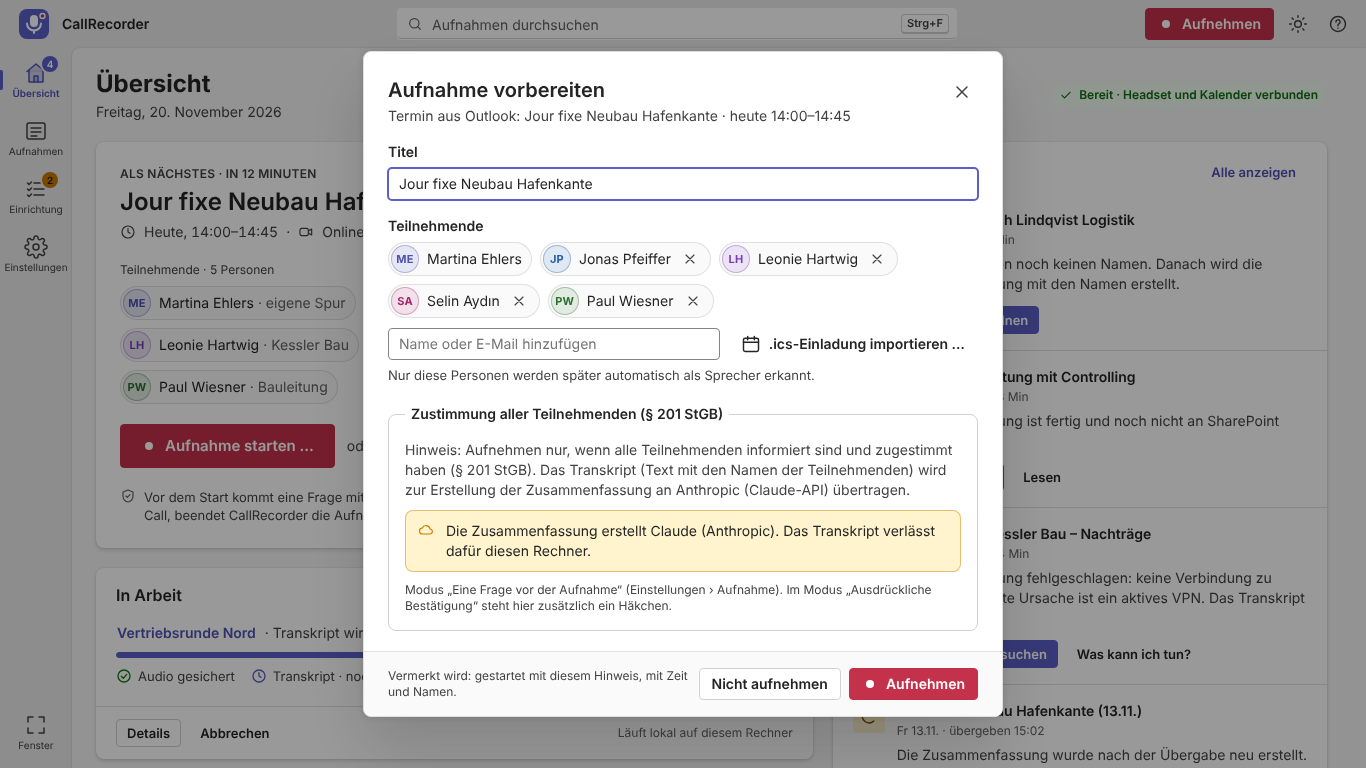 CallRecorder
Aufnahmen durchsuchen
Strg+F
Aufnehmen
4
Übersicht
Aufnahmen
2
Einrichtung
Einstellungen
Fenster
Übersicht
Freitag, 20. November 2026
Bereit · Headset und Kalender verbunden
ALS NÄCHSTES · IN 12 MINUTEN
Jour fixe Neubau Haf
Heute, 14:00–14:45 · Online
Teilnehmende · 5 Personen
ME Martina Ehlers · eigene Spur
LH Leonie Hartwig · Kessler Bau
PW Paul Wiesner · Bauleitung
Aufnahme starten ...
Vor dem Start kommt eine Frage mit
Call, beendet CallRecorder die Aufn
In Arbeit
Vertriebsrunde Nord · Transkript wir
Audio gesichert
Transkript · no
Details
Abbrechen
Läuft lokal auf diesem Rechner
Aufnahme vorbereiten
Termin aus Outlook: Jour fixe Neubau Hafenkante · heute 14:00–14:45
Titel
Jour fixe Neubau Hafenkante
Teilnehmende
ME Martina Ehlers
JP Jonas Pfeiffer
LH Leonie Hartwig
SA Selin Aydın
PW Paul Wiesner
Name oder E-Mail hinzufügen
.ics-Einladung importieren ...
Nur diese Personen werden später automatisch als Sprecher erkannt.
Zustimmung aller Teilnehmenden (§ 201 StGB)
Hinweis: Aufnehmen nur, wenn alle Teilnehmenden informiert sind und zugestimmt
haben (§ 201 StGB). Das Transkript (Text mit den Namen der Teilnehmenden) wird
zur Erstellung der Zusammenfassung an Anthropic (Claude-API) übertragen.
Die Zusammenfassung erstellt Claude (Anthropic). Das Transkript verlässt
dafür diesen Rechner.
Modus „Eine Frage vor der Aufnahme“ (Einstellungen › Aufnahme). Im Modus „Ausdrückliche
Bestätigung“ steht hier zusätzlich ein Häkchen.
Vermerkt wird: gestartet mit diesem Hinweis, mit Zeit
und Namen.
Nicht aufnehmen
Aufnehmen
Alle anzeigen
h Lindqvist Logistik
n noch keinen Namen. Danach wird die
ng mit den Namen erstellt.
nen
tung mit Controlling
Min
ng ist fertig und noch nicht an SharePoint
Lesen
ssler Bau – Nachträge
Min
ng fehlgeschlagen: keine Verbindung zu
te Ursache ist ein aktives VPN. Das Transkript
suchen
Was kann ich tun?
u Hafenkante (13.11.)
Fr 13.11. · übergeben 15:02
Die Zusammenfassung wurde nach der Übergabe neu erstellt.